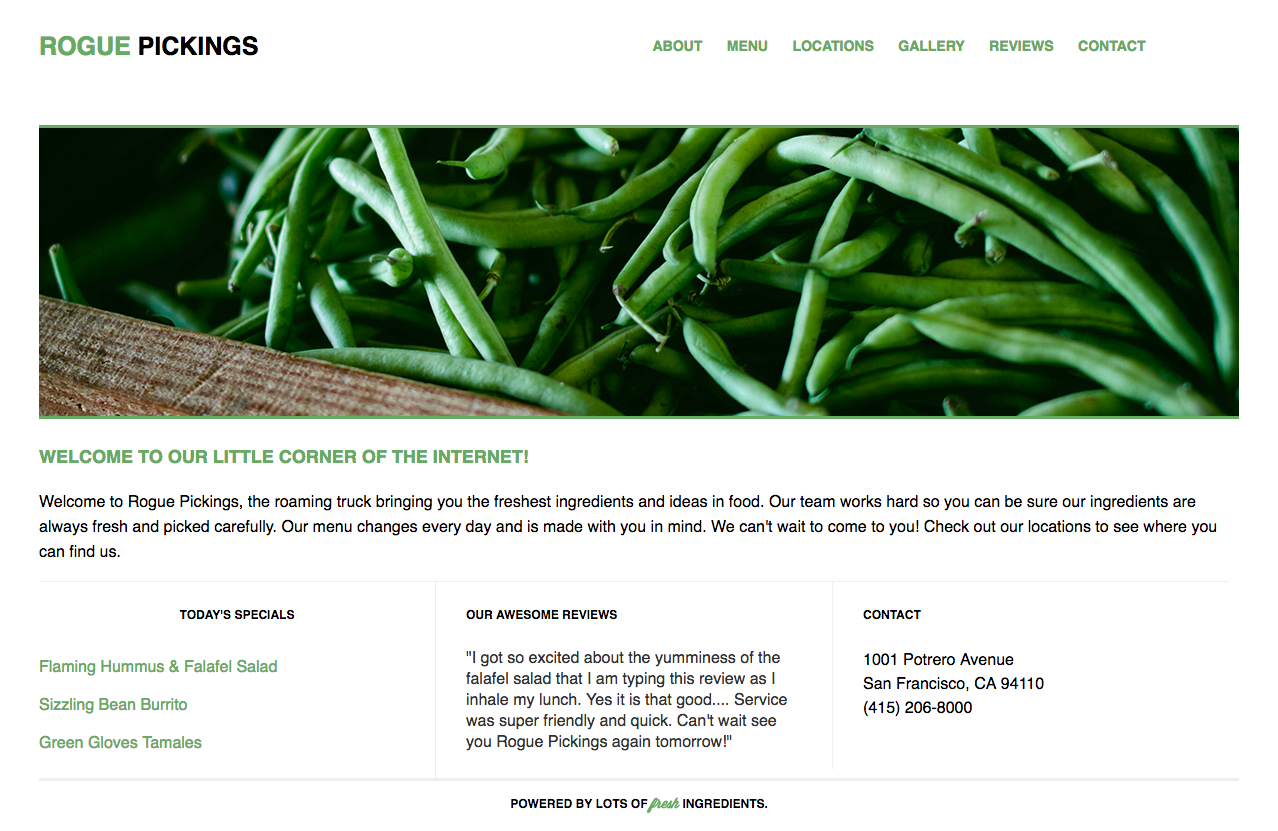 ROGUE PICKINGS
ABOUT MENU LOCATIONS GALLERY REVIEWS CONTACT
WELCOME TO OUR LITTLE CORNER OF THE INTERNET!
Welcome to Rogue Pickings, the roaming truck bringing you the freshest ingredients and ideas in food. Our team works hard so you can be sure our ingredients are
always fresh and picked carefully. Our menu changes every day and is made with you in mind. We can't wait to come to you! Check out our locations to see where you
can find us.
TODAY'S SPECIALS
Flaming Hummus & Falafel Salad
Sizzling Bean Burrito
Green Gloves Tamales
OUR AWESOME REVIEWS
"I got so excited about the yumminess of the
falafel salad that I am typing this review as I
inhale my lunch. Yes it is that good.... Service
was super friendly and quick. Can't wait see
you Rogue Pickings again tomorrow!"
CONTACT
1001 Potrero Avenue
San Francisco, CA 94110
(415) 206-8000
POWERED BY LOTS OF fresh INGREDIENTS.